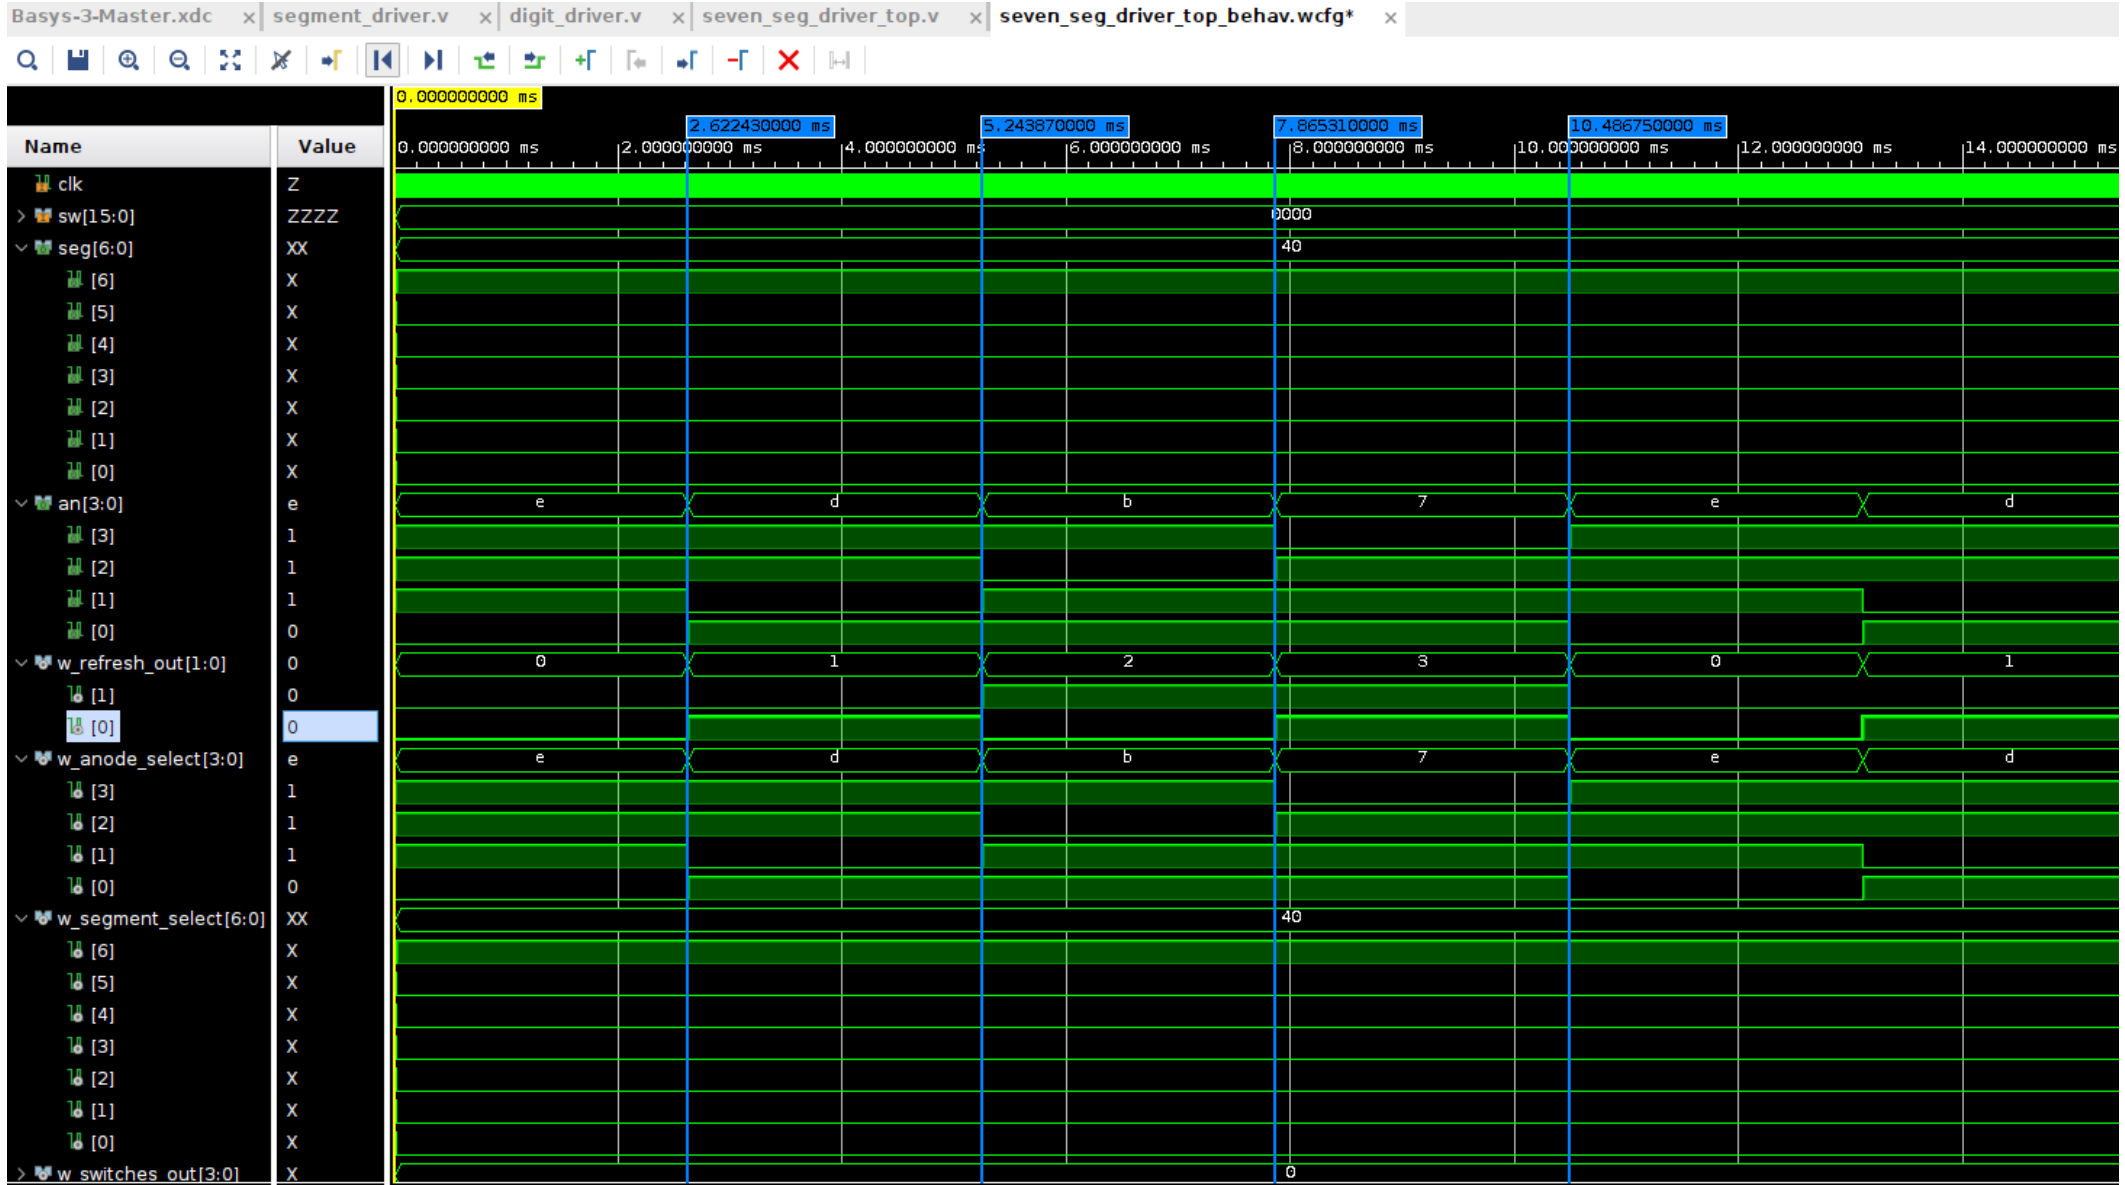 Basys-3-Master.xdc × segment_driver.v × digit_driver.v × seven_seg_driver_top.v × seven_seg_driver_top_behav.wcfg* ×
0.000000000 ms
2.622430000 ms 5.243870000 ms 7.865310000 ms 10.486750000 ms
Name Value 0.000000000 ms 2.000000000 ms 4.000000000 ms 6.000000000 ms 8.000000000 ms 10.000000000 ms 12.000000000 ms 14.000000000 ms
clk Z
sw[15:0] ZZZZ 0000
seg[6:0] XX 40
[6] X
[5] X
[4] X
[3] X
[2] X
[1] X
[0] X
an[3:0] e e d b 7 e d
[3] 1
[2] 1
[1] 1
[0] 0
w_refresh_out[1:0] 0 0 1 2 3 0 1
[1] 0
[0] 0
w_anode_select[3:0] e e d b 7 e d
[3] 1
[2] 1
[1] 1
[0] 0
w_segment_select[6:0] XX 40
[6] X
[5] X
[4] X
[3] X
[2] X
[1] X
[0] X
w_switches_out[3:0] X 0